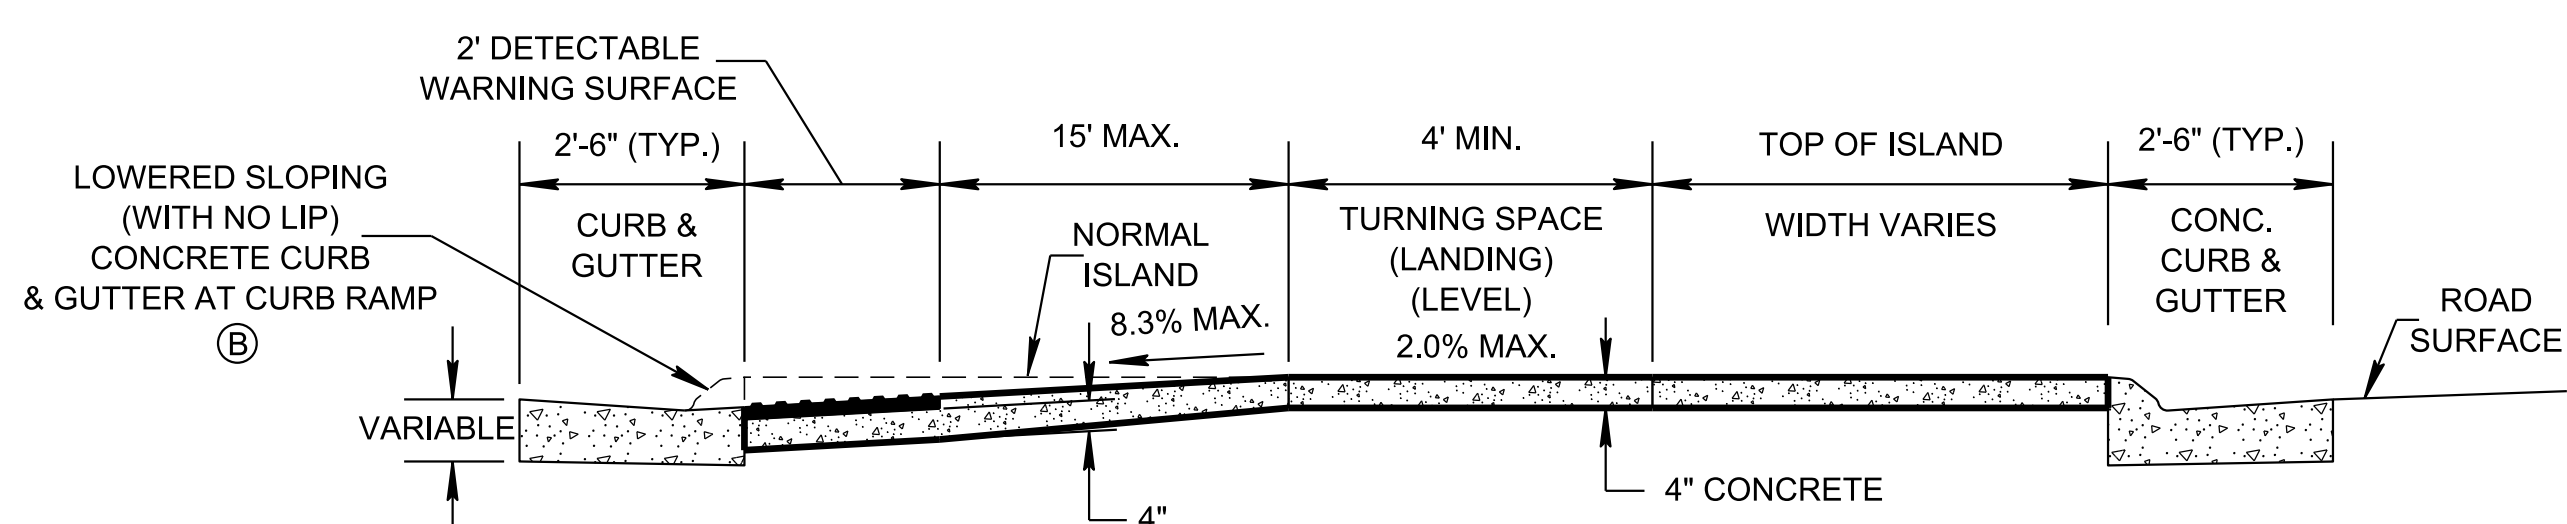 2' DETECTABLE
WARNING SURFACE
2'-6" (TYP.)
15' MAX.
4' MIN.
TOP OF ISLAND
2'-6" (TYP.)
LOWERED SLOPING
(WITH NO LIP)
CONCRETE CURB
& GUTTER AT CURB RAMP
B
CURB &
GUTTER
NORMAL
ISLAND
8.3% MAX.
TURNING SPACE
(LANDING)
(LEVEL)
2.0% MAX.
WIDTH VARIES
CONC.
CURB &
GUTTER
ROAD
SURFACE
VARIABLE
4"
4" CONCRETE